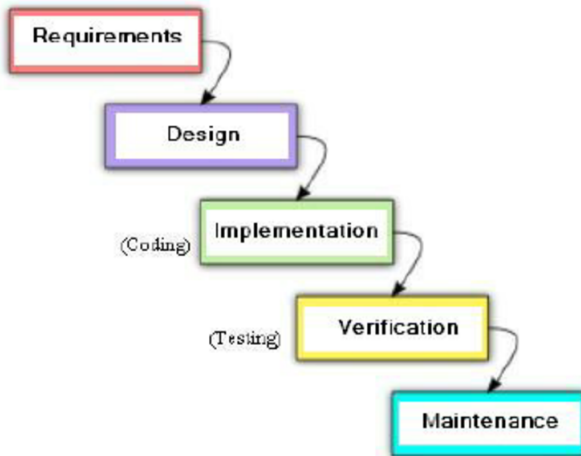 Requirements
Design
Implementation
(Coding)
Verification
(Testing)
Maintenance